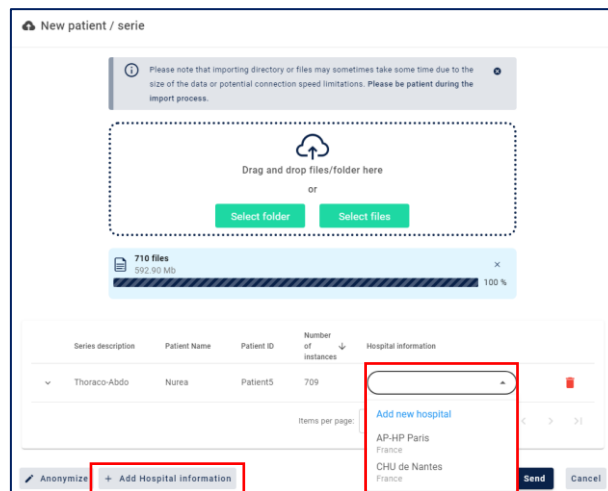 New patient / serie
Please note that importing directory or files may sometimes take some time due to the
size of the data or potential connection speed limitations. Please be patient during the
import process.
Drag and drop files/folder here
or
Select folder
Select files
710 files
592.90 Mb
100 %
Series description
Patient Name
Patient ID
Number
of
instances
Hospital information
Thoraco-Abdo
Nurea
Patient5
709
Items per page:
Add new hospital
AP-HP Paris
France
CHU de Nantes
France
Anonymize
+ Add Hospital information
Send
Cancel